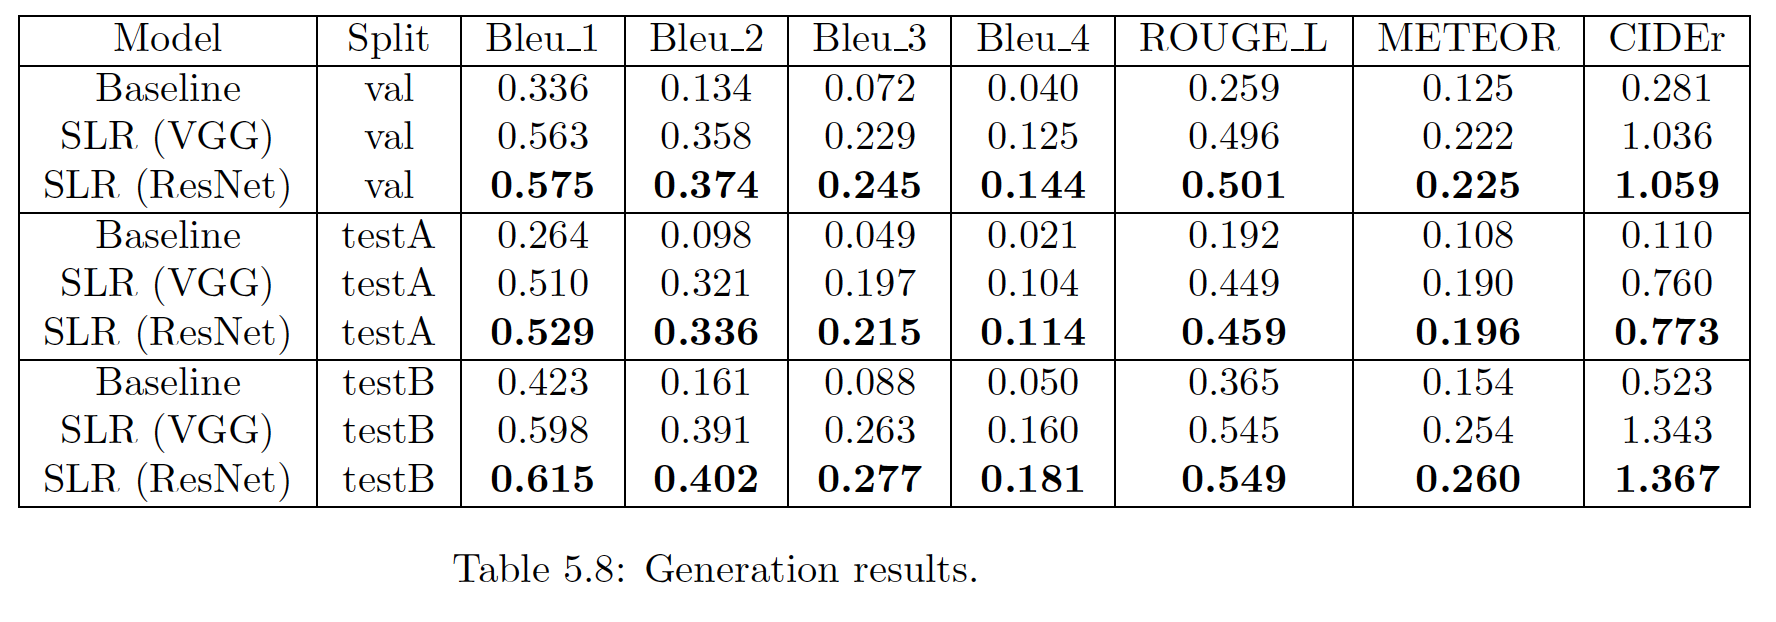 Model Split Bleu_1 Bleu_2 Bleu_3 Bleu_4 ROUGE_L METEOR CIDEr
Baseline val 0.336 0.134 0.072 0.040 0.259 0.125 0.281
SLR (VGG) val 0.563 0.358 0.229 0.125 0.496 0.222 1.036
SLR (ResNet) val 0.575 0.374 0.245 0.144 0.501 0.225 1.059
Baseline testA 0.264 0.098 0.049 0.021 0.192 0.108 0.110
SLR (VGG) testA 0.510 0.321 0.197 0.104 0.449 0.190 0.760
SLR (ResNet) testA 0.529 0.336 0.215 0.114 0.459 0.196 0.773
Baseline testB 0.423 0.161 0.088 0.050 0.365 0.154 0.523
SLR (VGG) testB 0.598 0.391 0.263 0.160 0.545 0.254 1.343
SLR (ResNet) testB 0.615 0.402 0.277 0.181 0.549 0.260 1.367
Table 5.8: Generation results.